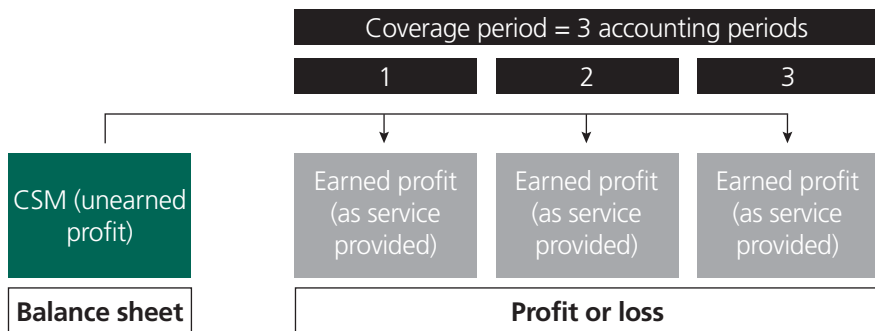 Coverage period = 3 accounting periods
1 2 3
CSM (unearned
profit)
Earned profit
(as service
provided)
Earned profit
(as service
provided)
Earned profit
(as service
provided)
Balance sheet
Profit or loss